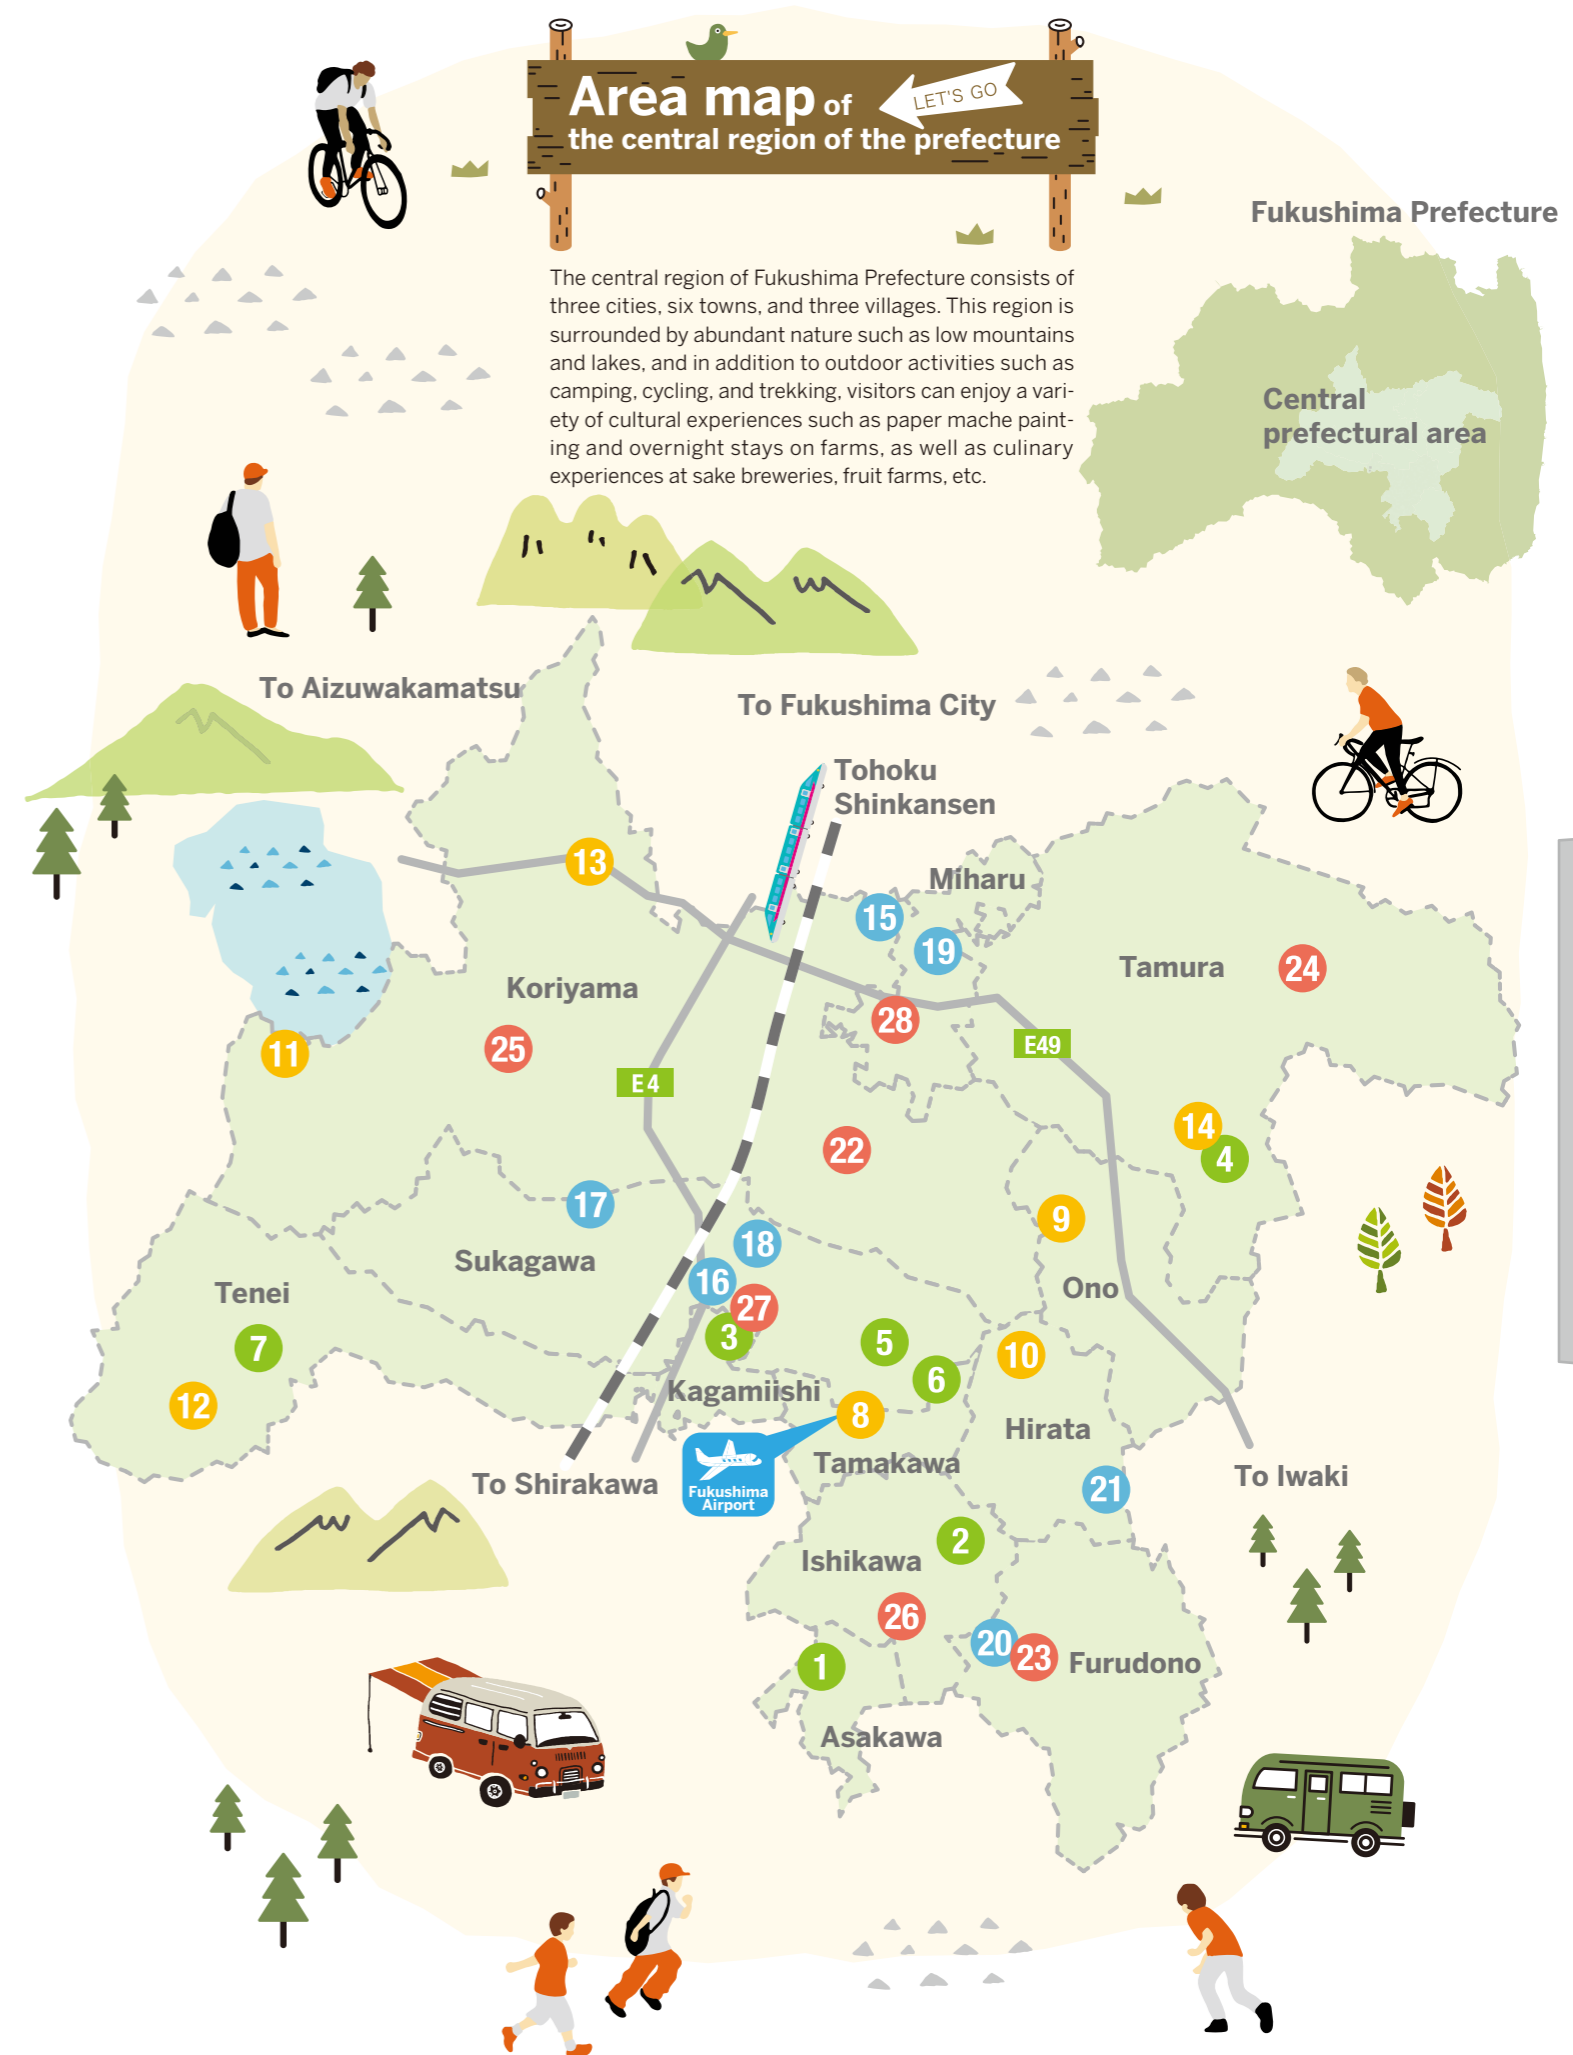 Area map of
LET'S GO
the central region of the prefecture
Fukushima Prefecture
The central region of Fukushima Prefecture consists of
three cities, six towns, and three villages. This region is
surrounded by abundant nature such as low mountains
and lakes, and in addition to outdoor activities such as
camping, cycling, and trekking, visitors can enjoy a vari-
ety of cultural experiences such as paper mache paint-
ing and overnight stays on farms, as well as culinary
experiences at sake breweries, fruit farms, etc.
Central
prefectural area
To Aizuwakamatsu
To Fukushima City
Tohoku
Shinkansen
13
Miharu
15
19
Tamura
24
Koriyama
28
11
25
E49
E4
14
4
22
17
9
18
Sukagawa
16
Tenei
Ono
27
3
7
5
10
6
Kagamiishi
12
8
Hirata
Tamakawa
To Shirakawa
Fukushima
Airport
21
To Iwaki
2
Ishikawa
26
20
23
Furudono
1
Asakawa